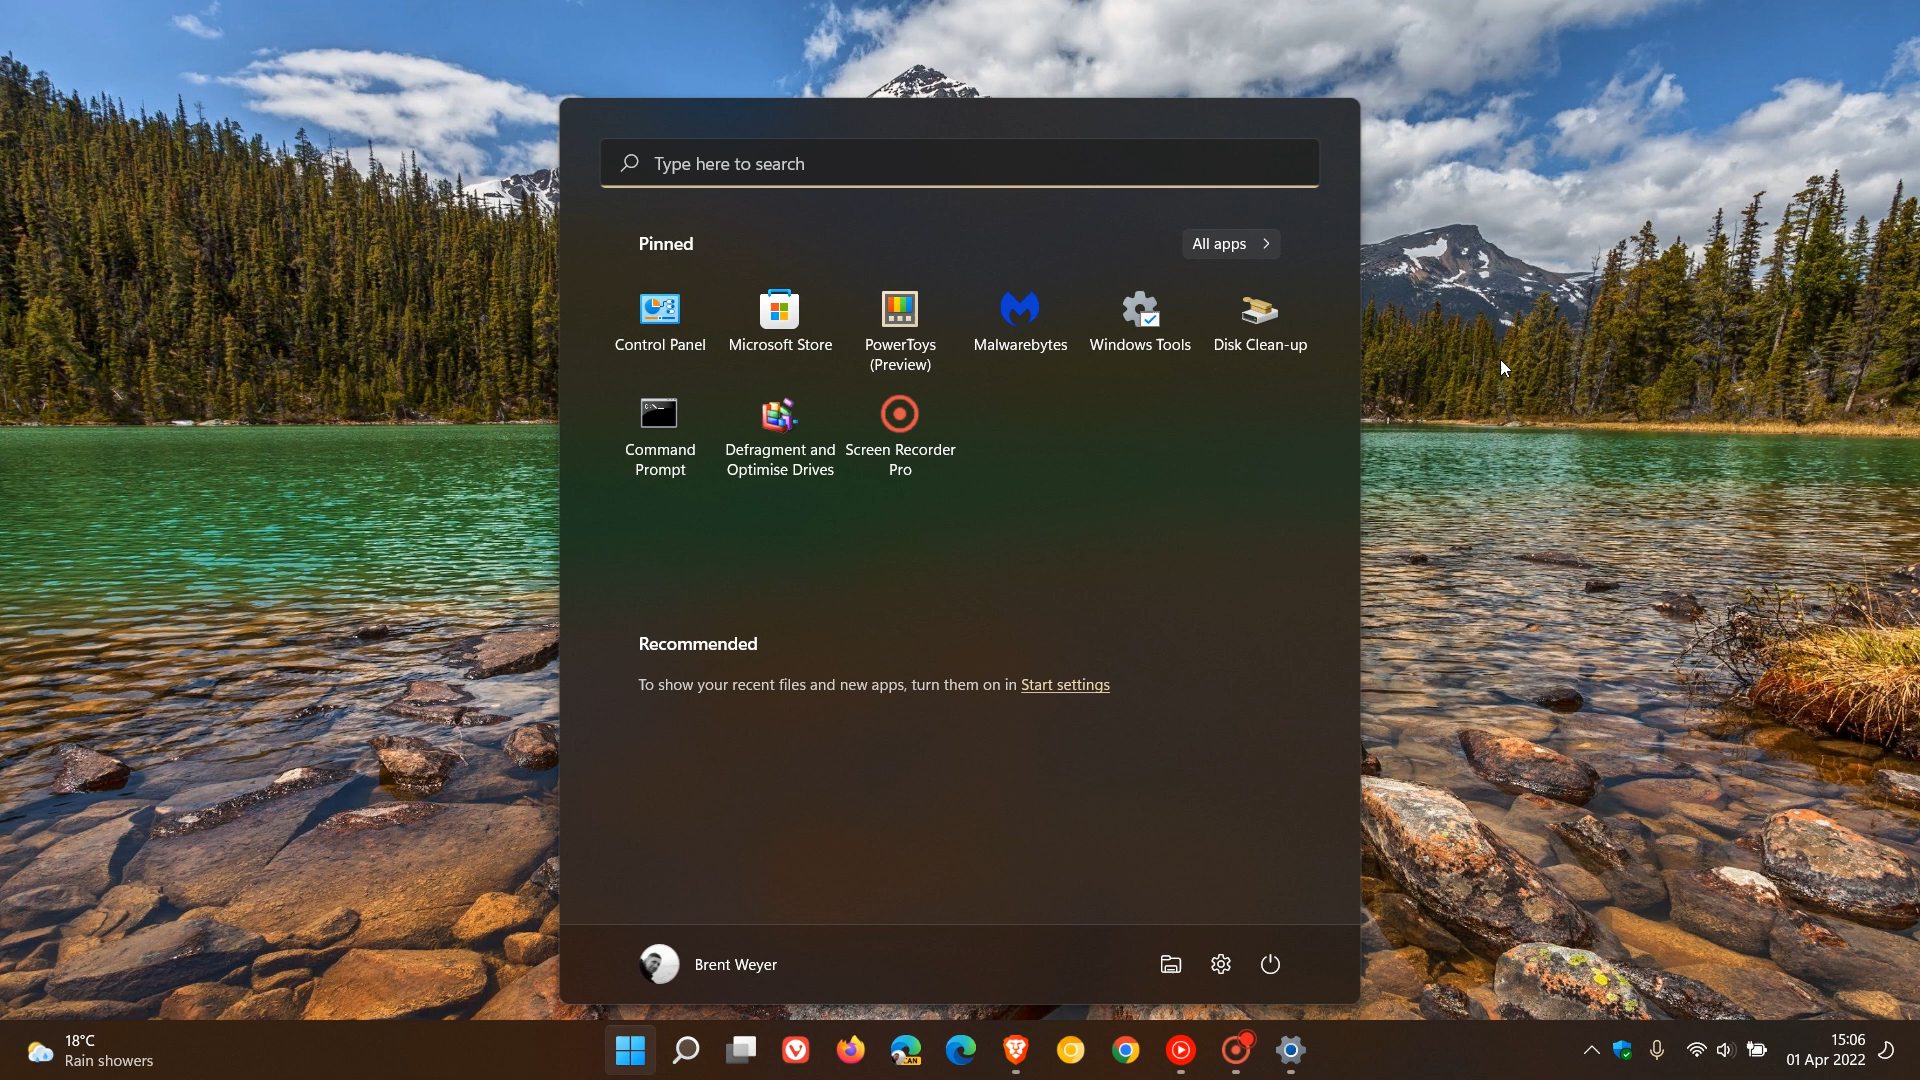 Type here to search
Pinned
All apps
Control Panel
Microsoft Store
PowerToys
(Preview)
Malwarebytes
Windows Tools
Disk Clean-up
Command
Prompt
Defragment and
Optimise Drives
Screen Recorder
Pro
Recommended
To show your recent files and new apps, turn them on in Start settings
Brent Weyer
18°C
Rain showers
CAN
15:06
01 Apr 2022